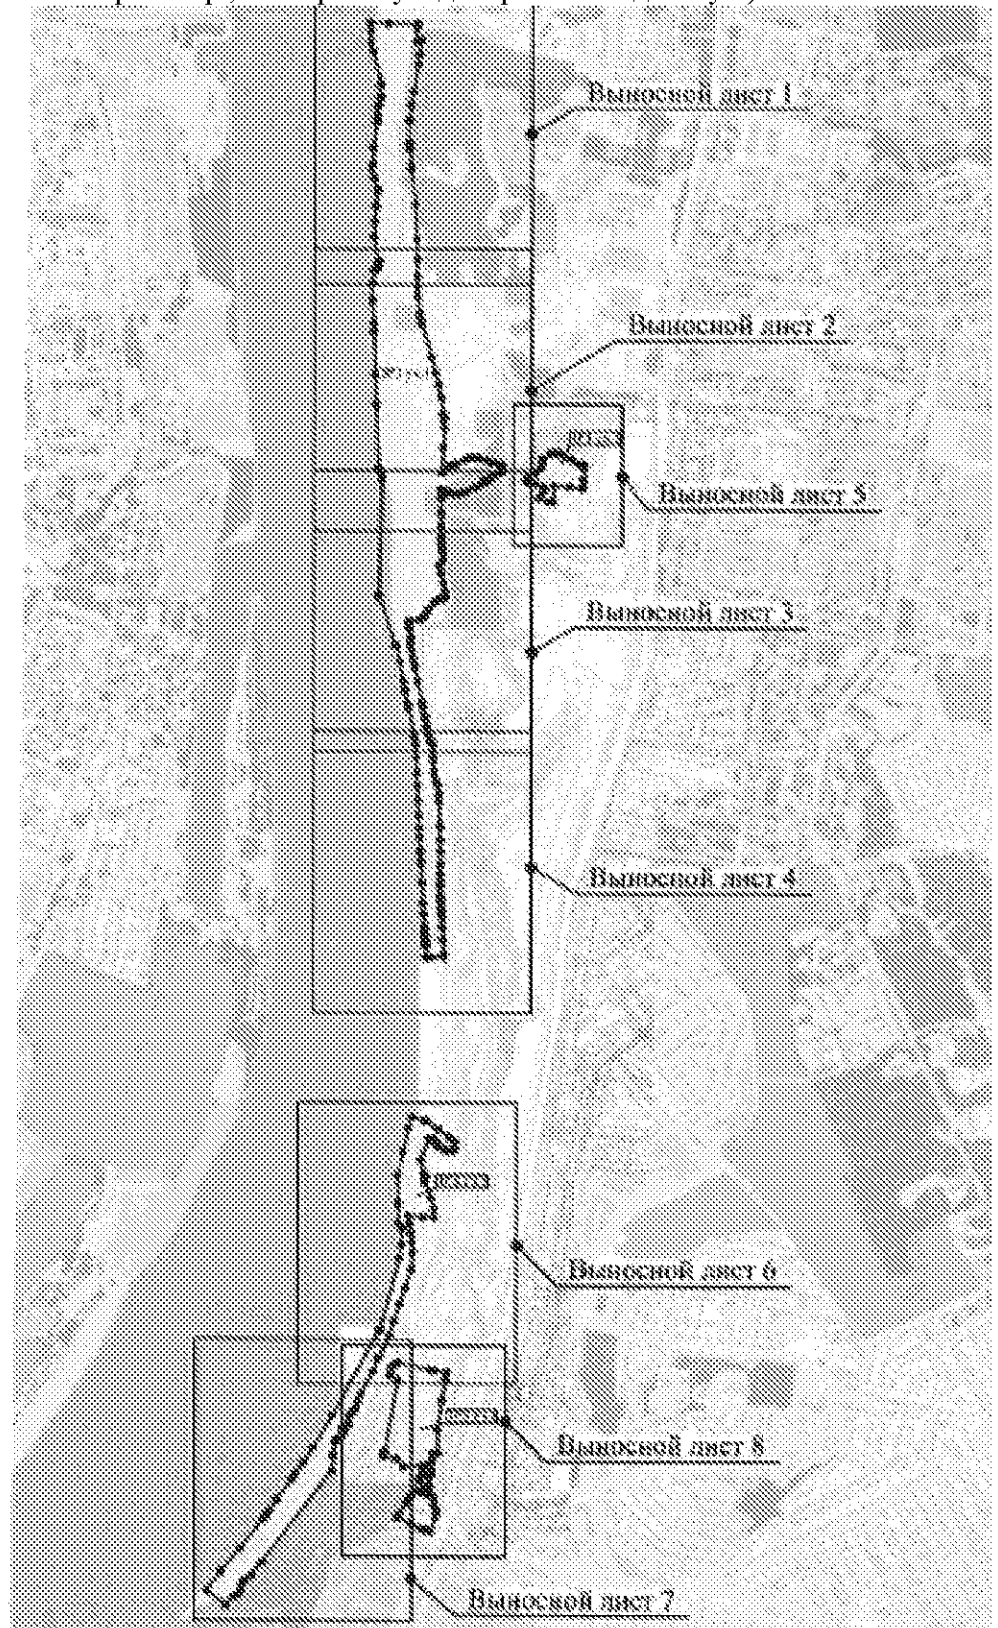 Выносной лист 1
Выносной лист 2
Выносной лист 5
Выносной лист 3
Выносной лист 4
Выносной лист 6
Выносной лист 8
Выносной лист 7